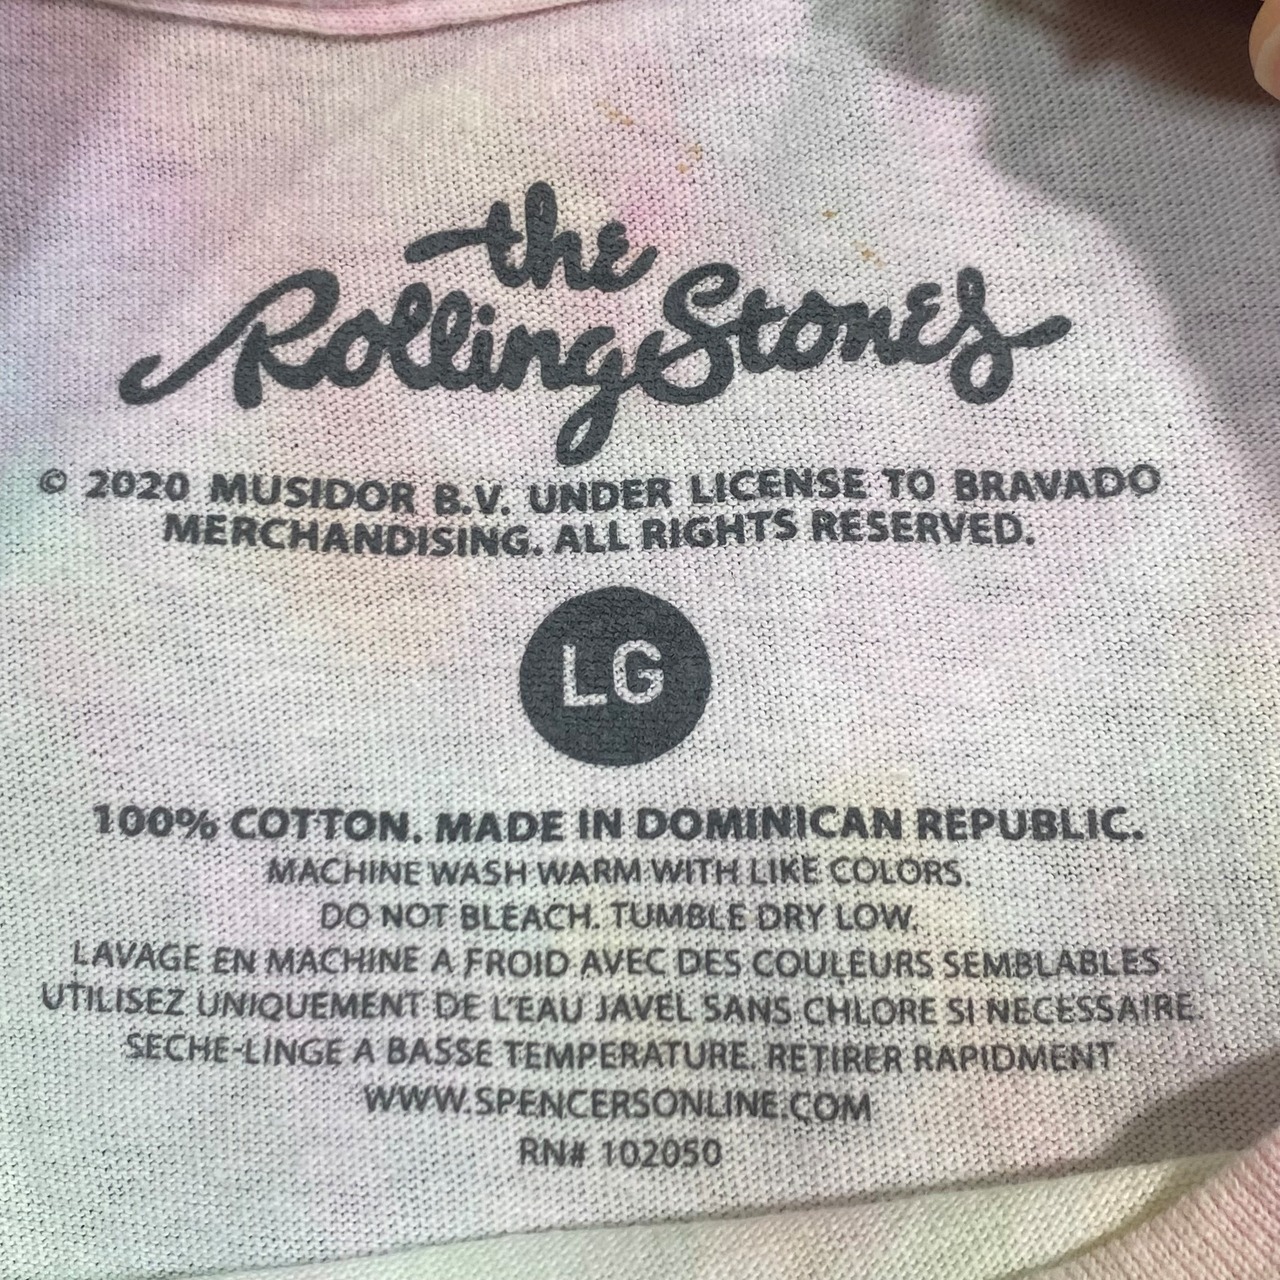 the
Rolling Stones
© 2020 MUSIDOR B.V. UNDER LICENSE TO BRAVADO
MERCHANDISING. ALL RIGHTS RESERVED.
LG
100% COTTON. MADE IN DOMINICAN REPUBLIC.
MACHINE WASH WARM WITH LIKE COLORS.
DO NOT BLEACH. TUMBLE DRY LOW.
LAVAGE EN MACHINE A FROID AVEC DES COULEURS SEMBLABLES.
UTILISEZ UNIQUEMENT DE L'EAU JAVEL SANS CHLORE SI NECESSAIRE.
SECHE-LINGE A BASSE TEMPERATURE. RETIRER RAPIDMENT
WWW.SPENCERSONLINE.COM
RN# 102050